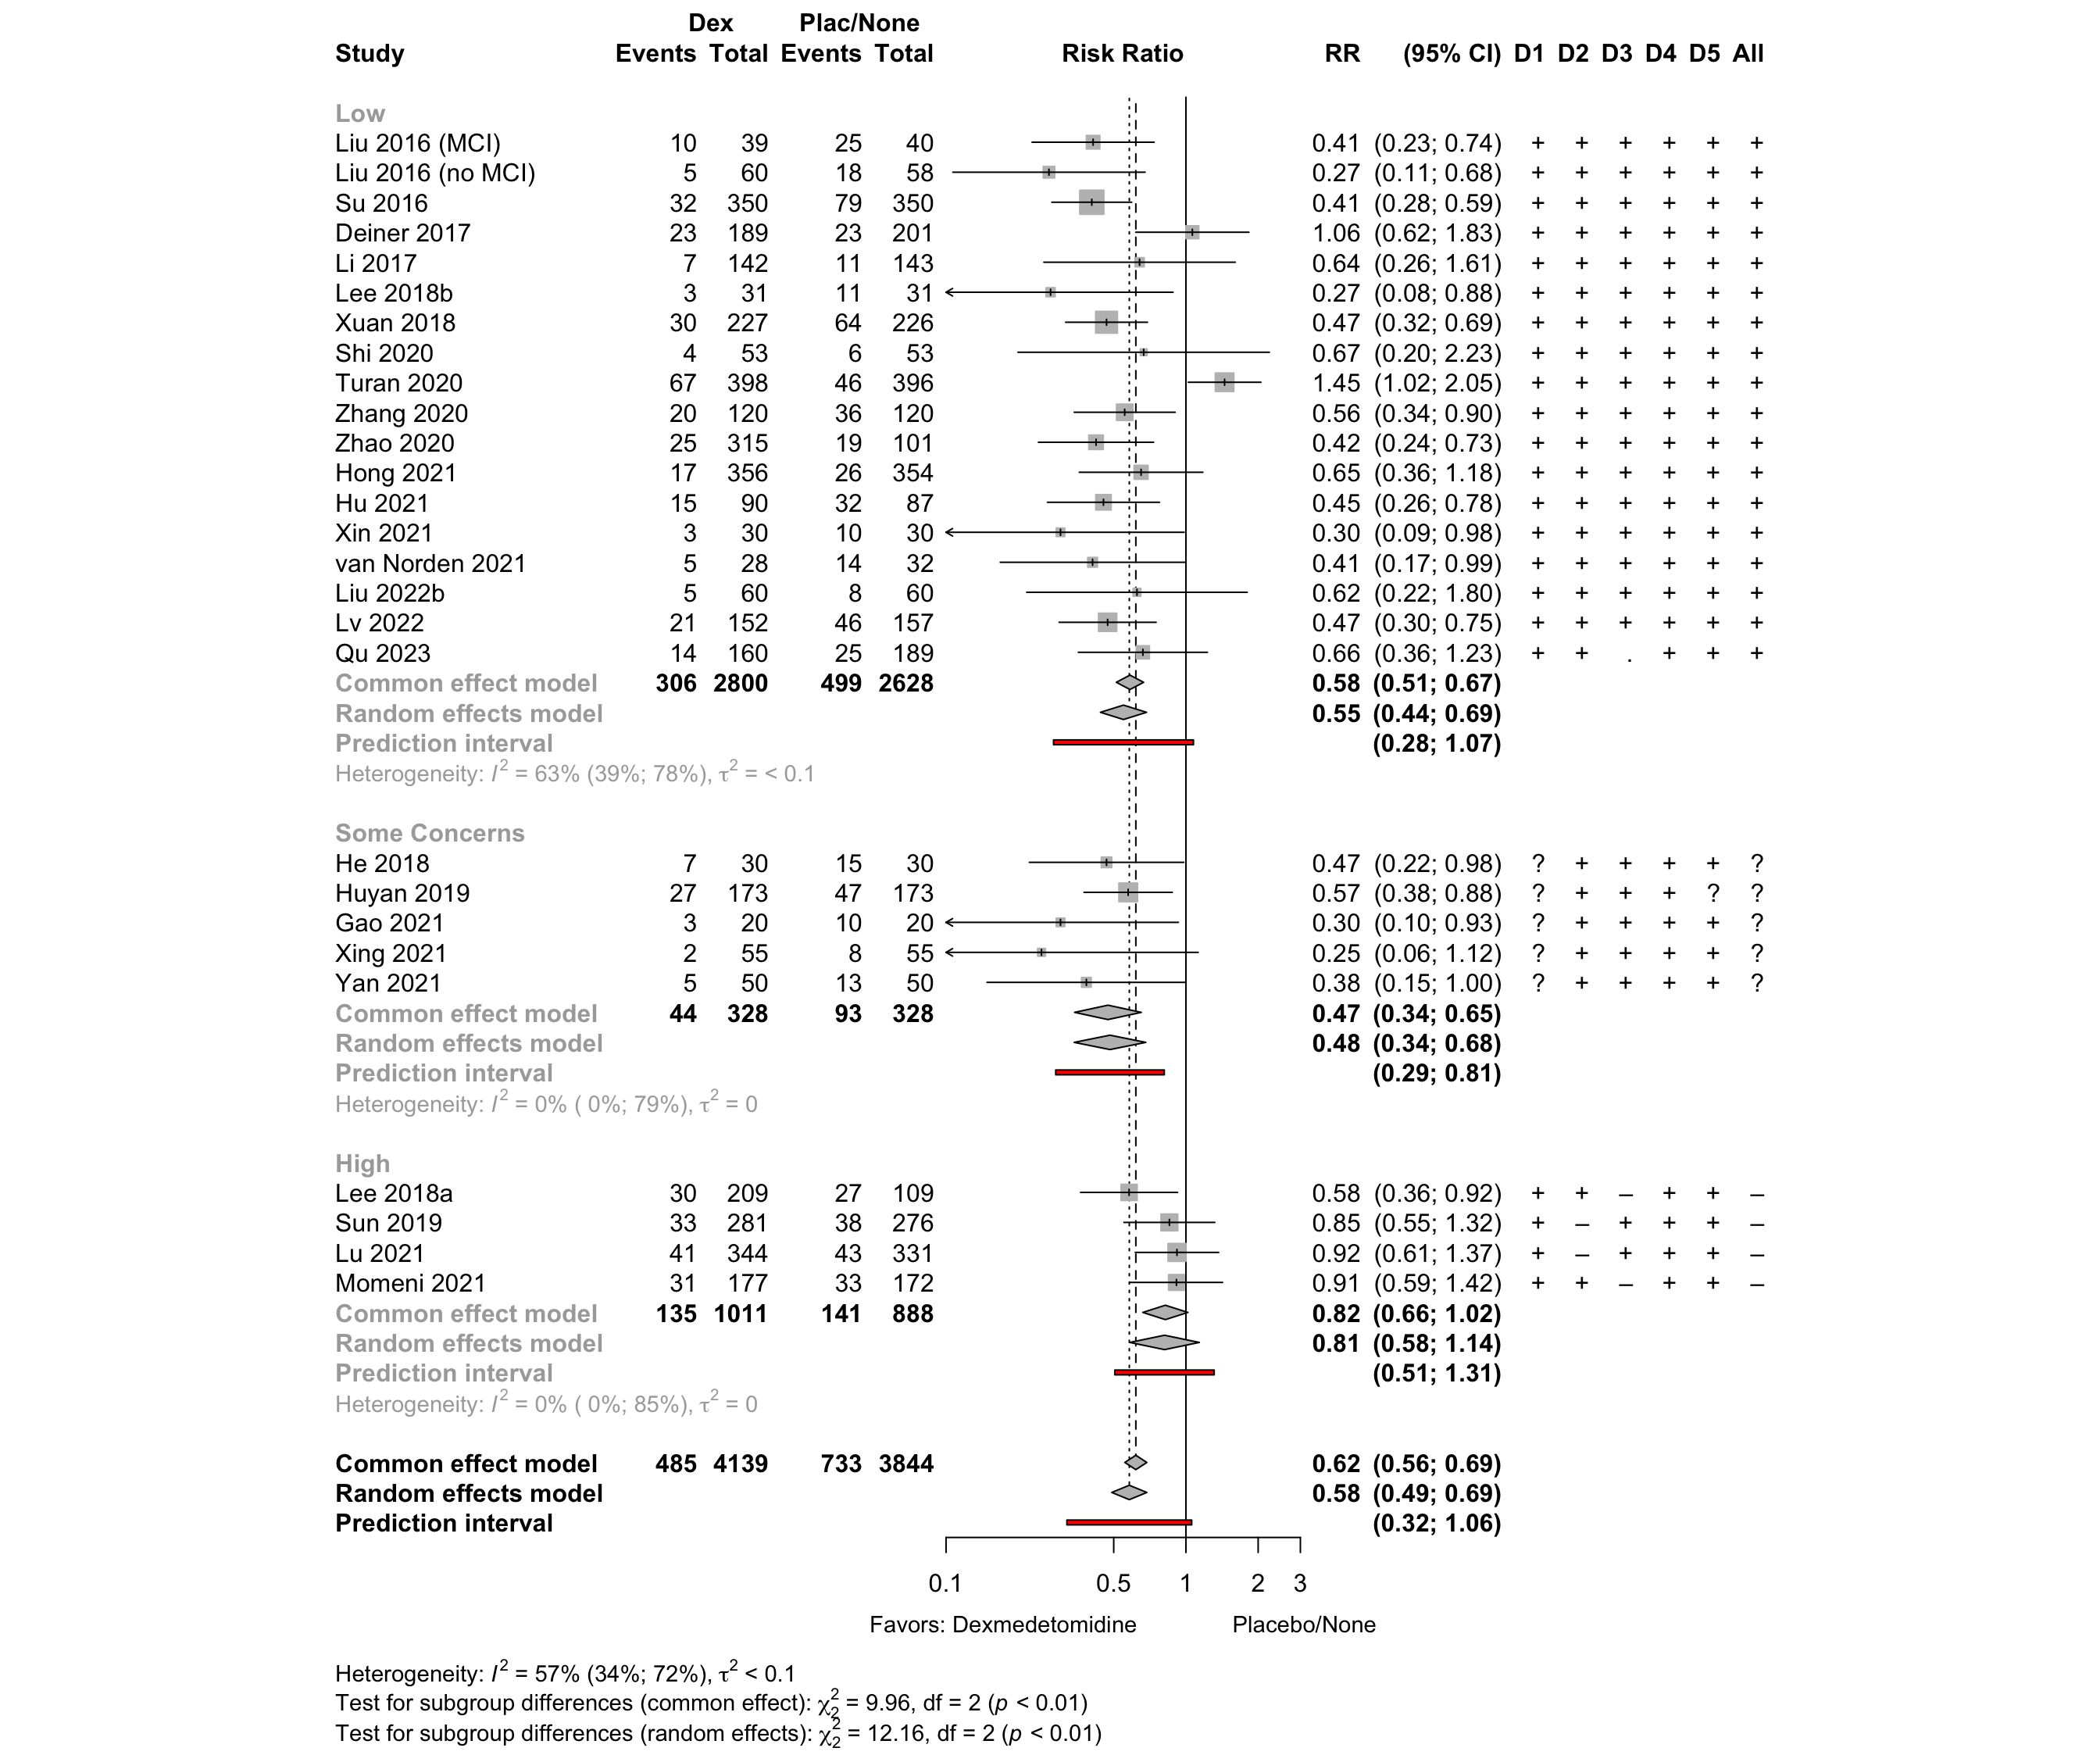 Dex Plac/None
Study Events Total Events Total Risk Ratio RR (95% CI) D1 D2 D3 D4 D5 All
Low
Liu 2016 (MCI) 10 39 25 40 0.41 (0.23; 0.74) + + + + + +
Liu 2016 (no MCI) 5 60 18 58 0.27 (0.11; 0.68) + + + + + +
Su 2016 32 350 79 350 0.41 (0.28; 0.59) + + + + + +
Deiner 2017 23 189 23 201 1.06 (0.62; 1.83) + + + + + +
Li 2017 7 142 11 143 0.64 (0.26; 1.61) + + + + + +
Lee 2018b 3 31 11 31 0.27 (0.08; 0.88) + + + + + +
Xuan 2018 30 227 64 226 0.47 (0.32; 0.69) + + + + + +
Shi 2020 4 53 6 53 0.67 (0.20; 2.23) + + + + + +
Turan 2020 67 398 46 396 1.45 (1.02; 2.05) + + + + + +
Zhang 2020 20 120 36 120 0.56 (0.34; 0.90) + + + + + +
Zhao 2020 25 315 19 101 0.42 (0.24; 0.73) + + + + + +
Hong 2021 17 356 26 354 0.65 (0.36; 1.18) + + + + + +
Hu 2021 15 90 32 87 0.45 (0.26; 0.78) + + + + + +
Xin 2021 3 30 10 30 0.30 (0.09; 0.98) + + + + + +
van Norden 2021 5 28 14 32 0.41 (0.17; 0.99) + + + + + +
Liu 2022b 5 60 8 60 0.62 (0.22; 1.80) + + + + + +
Lv 2022 21 152 46 157 0.47 (0.30; 0.75) + + + + + +
Qu 2023 14 160 25 189 0.66 (0.36; 1.23) + + . + + +
Common effect model 306 2800 499 2628 0.58 (0.51; 0.67)
Random effects model 0.55 (0.44; 0.69)
Prediction interval (0.28; 1.07)
Heterogeneity: I² = 63% (39%; 78%), τ² = < 0.1
Some Concerns
He 2018 7 30 15 30 0.47 (0.22; 0.98) ? + + + + ?
Huyan 2019 27 173 47 173 0.57 (0.38; 0.88) ? + + + ? ?
Gao 2021 3 20 10 20 0.30 (0.10; 0.93) ? + + + + ?
Xing 2021 2 55 8 55 0.25 (0.06; 1.12) ? + + + + ?
Yan 2021 5 50 13 50 0.38 (0.15; 1.00) ? + + + + ?
Common effect model 44 328 93 328 0.47 (0.34; 0.65)
Random effects model 0.48 (0.34; 0.68)
Prediction interval (0.29; 0.81)
Heterogeneity: I² = 0% ( 0%; 79%), τ² = 0
High
Lee 2018a 30 209 27 109 0.58 (0.36; 0.92) + + – + + –
Sun 2019 33 281 38 276 0.85 (0.55; 1.32) + – + + + –
Lu 2021 41 344 43 331 0.92 (0.61; 1.37) + – + + + –
Momeni 2021 31 177 33 172 0.91 (0.59; 1.42) + + – + + –
Common effect model 135 1011 141 888 0.82 (0.66; 1.02)
Random effects model 0.81 (0.58; 1.14)
Prediction interval (0.51; 1.31)
Heterogeneity: I² = 0% ( 0%; 85%), τ² = 0
Common effect model 485 4139 733 3844 0.62 (0.56; 0.69)
Random effects model 0.58 (0.49; 0.69)
Prediction interval (0.32; 1.06)
0.1 0.5 1 2 3
Favors: Dexmedetomidine Placebo/None
Heterogeneity: I² = 57% (34%; 72%), τ² < 0.1
Test for subgroup differences (common effect): χ²₂ = 9.96, df = 2 (p < 0.01)
Test for subgroup differences (random effects): χ²₂ = 12.16, df = 2 (p < 0.01)